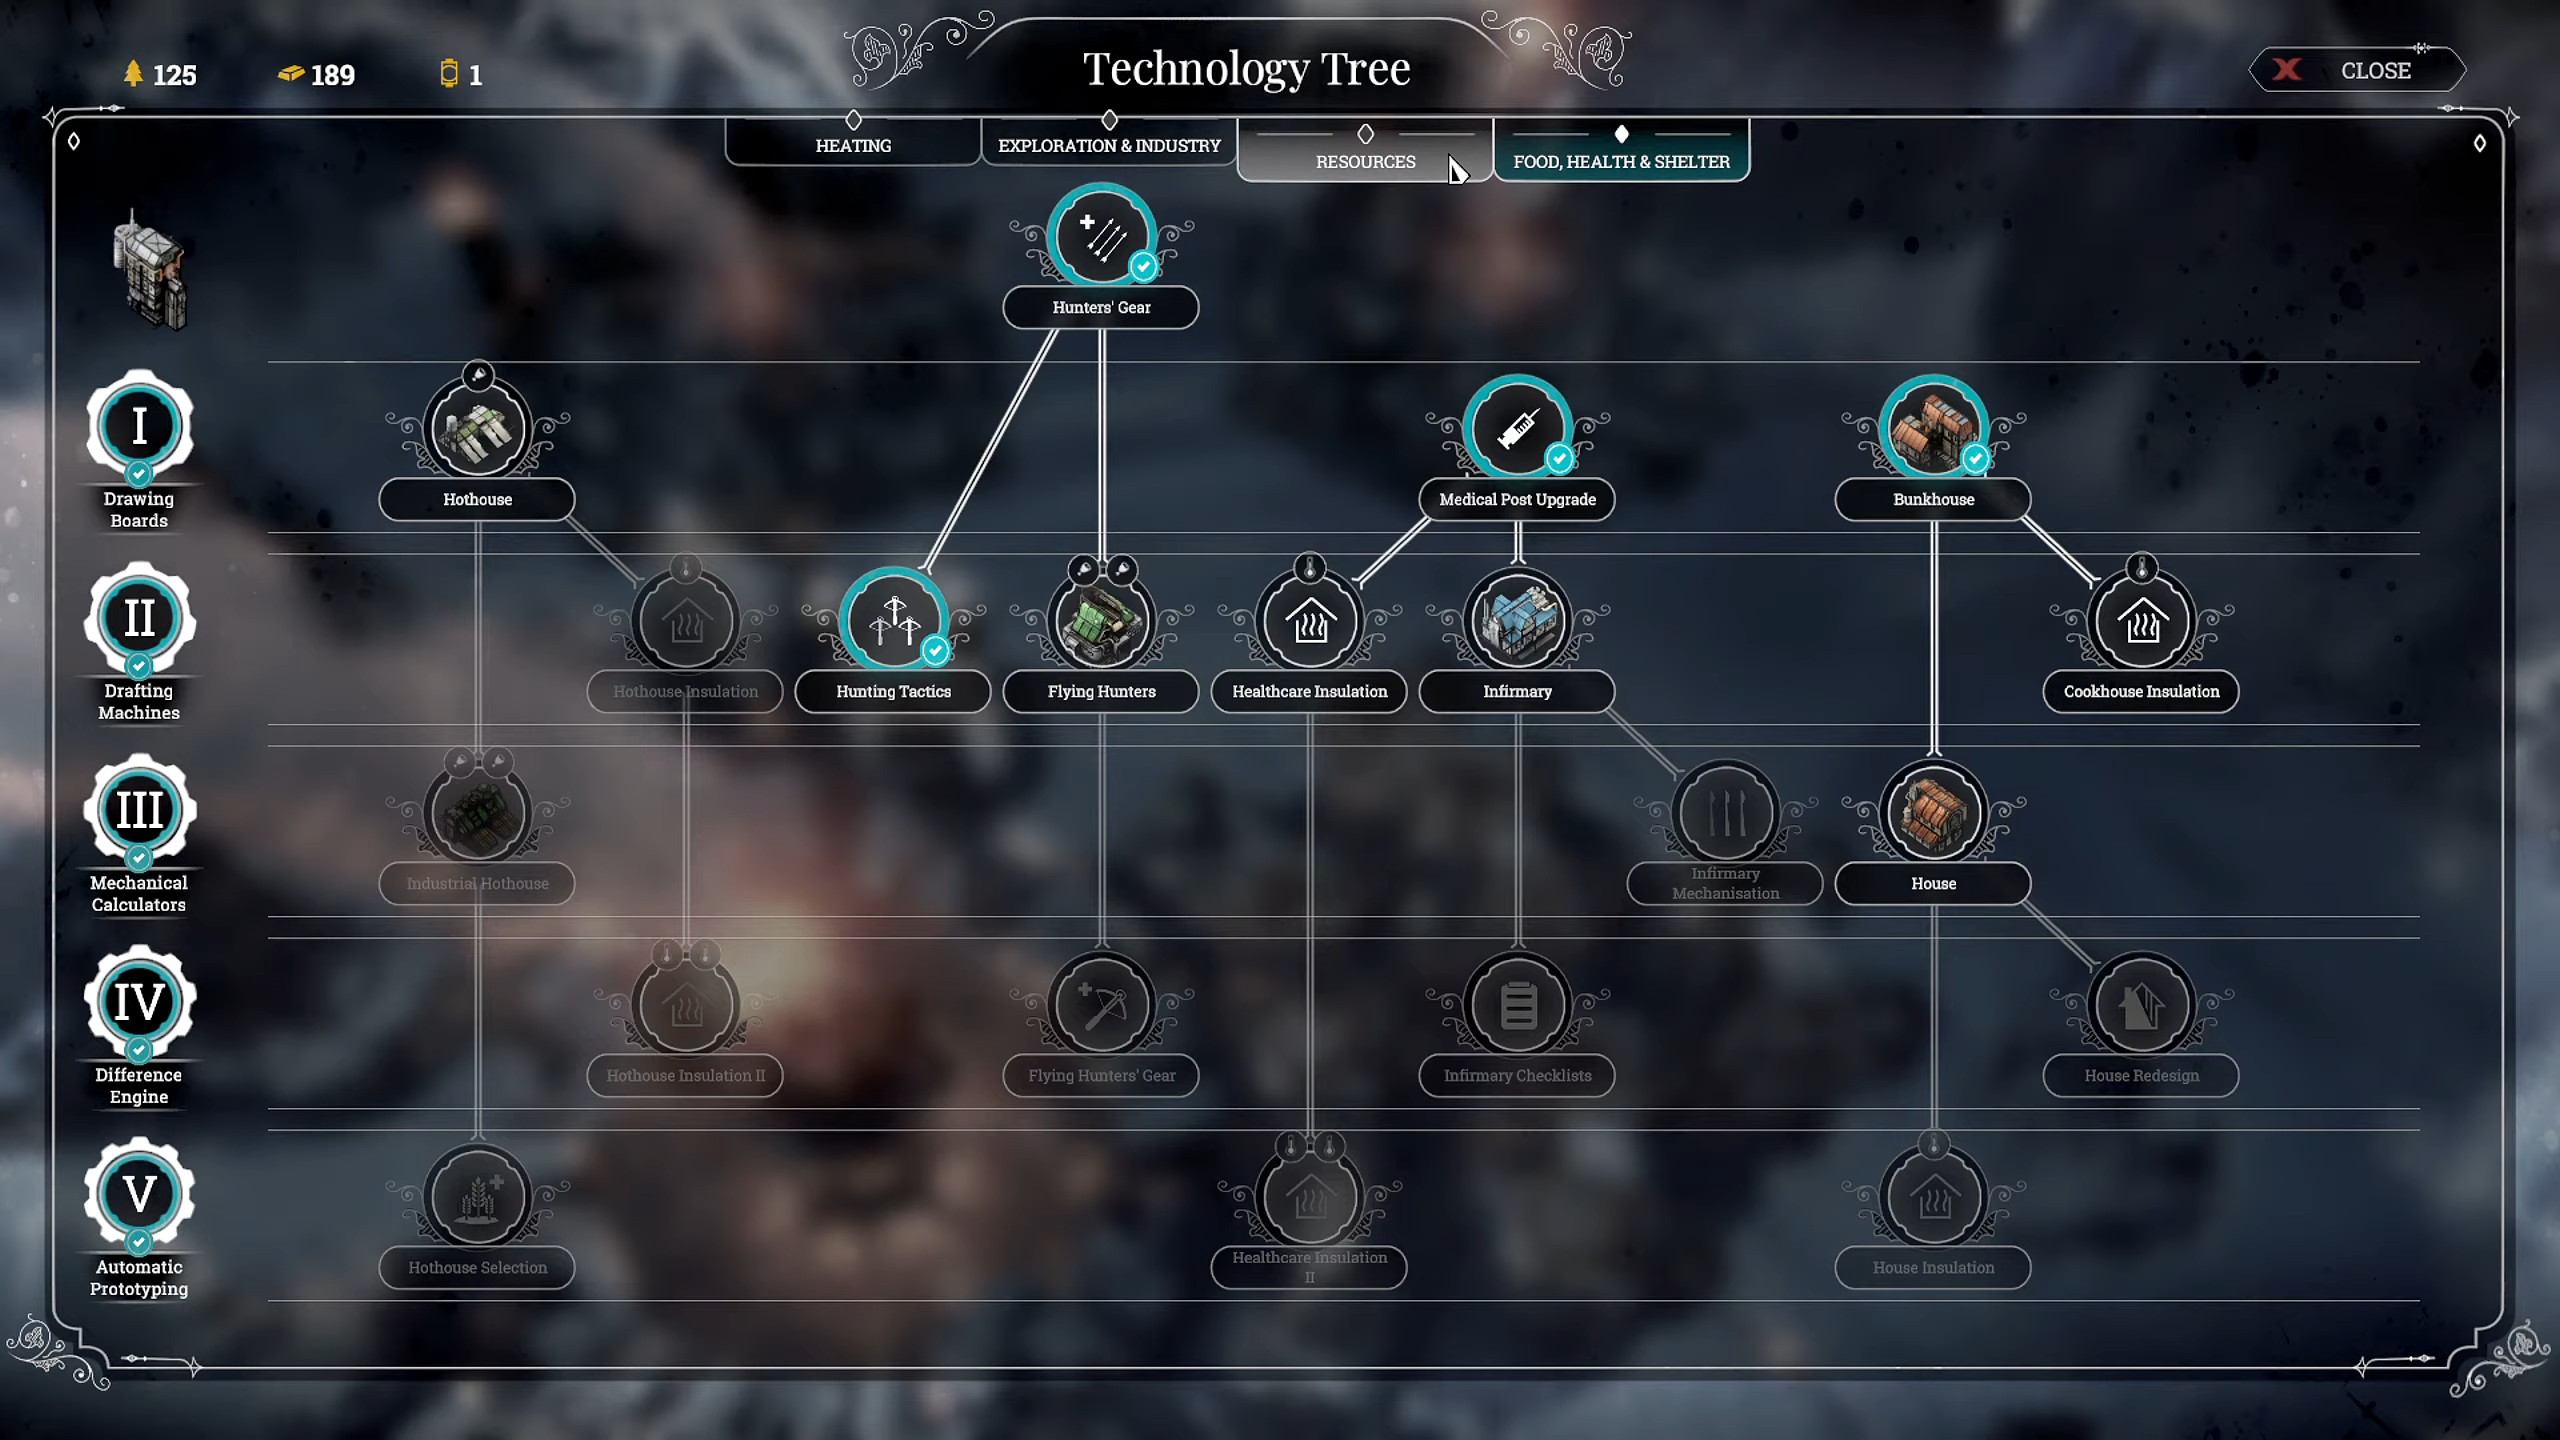 125
189
1
Technology Tree
CLOSE
HEATING
EXPLORATION & INDUSTRY
RESOURCES
FOOD, HEALTH & SHELTER
Hunters' Gear
I
Drawing
Boards
Hothouse
Medical Post Upgrade
Bunkhouse
II
Drafting
Machines
Hothouse Insulation
Hunting Tactics
Flying Hunters
Healthcare Insulation
Infirmary
Cookhouse Insulation
III
Mechanical
Calculators
Industrial Hothouse
Infirmary
Mechanisation
House
IV
Difference
Engine
Hothouse Insulation II
Flying Hunters' Gear
Infirmary Checklists
House Redesign
V
Automatic
Prototyping
Hothouse Selection
Healthcare Insulation
II
House Insulation